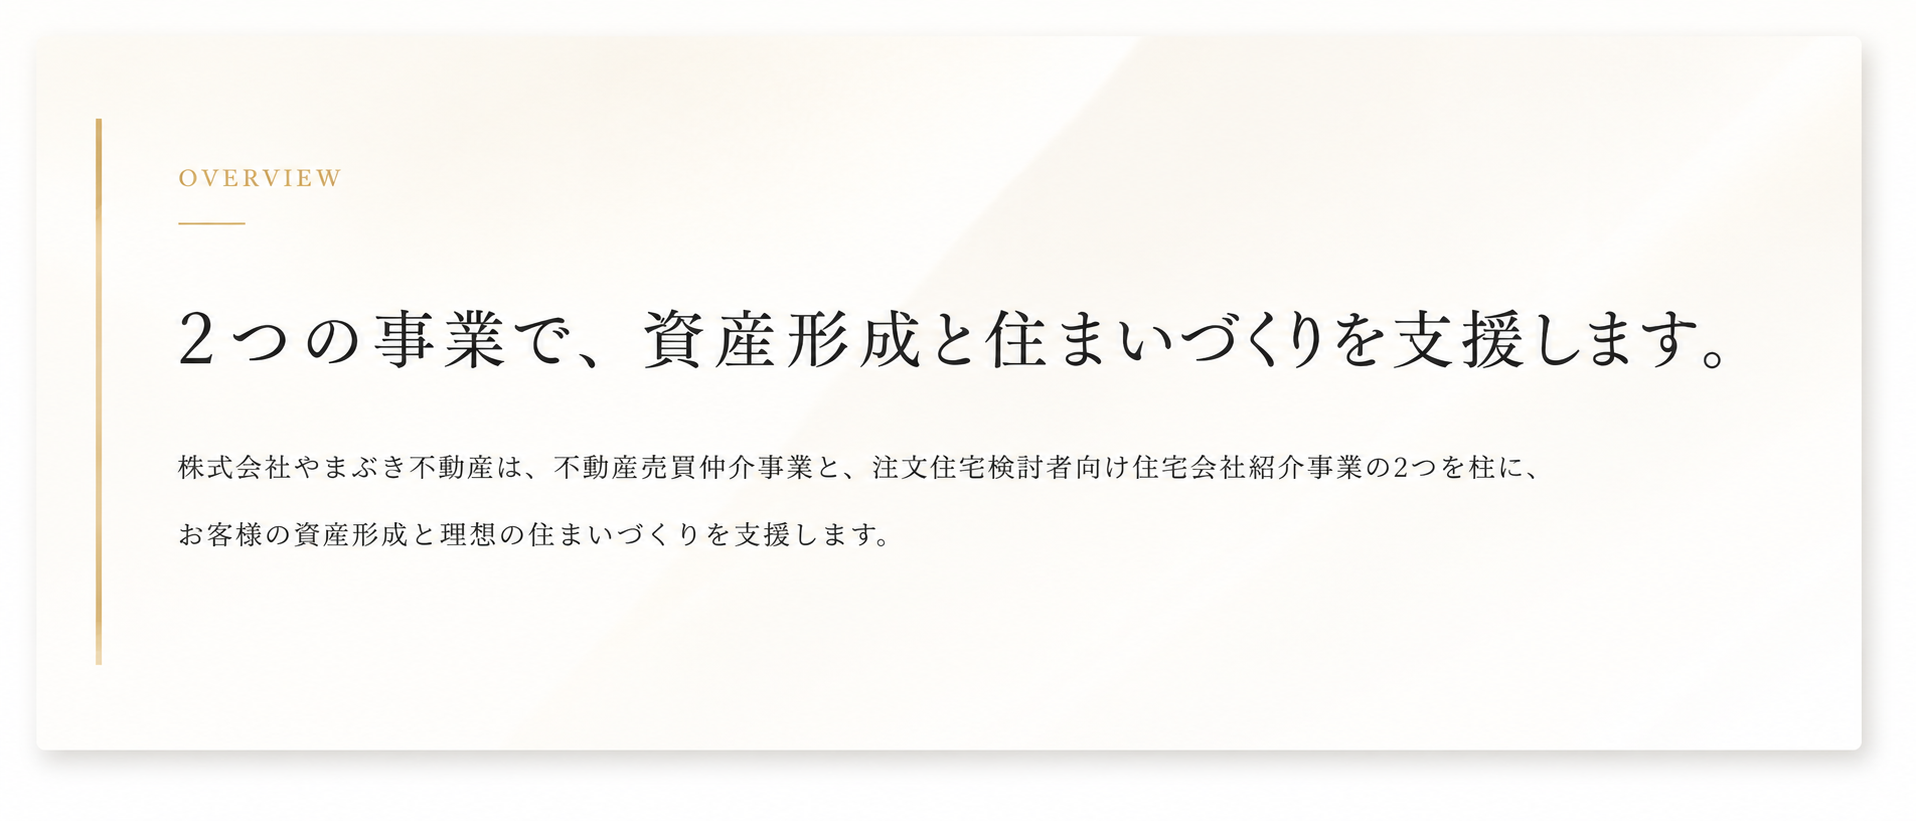 OVERVIEW
2つの事業で、資産形成と住まいづくりを支援します。
株式会社やまぶき不動産は、不動産売買仲介事業と、注文住宅検討者向け住宅会社紹介事業の2つを柱に、
お客様の資産形成と理想の住まいづくりを支援します。